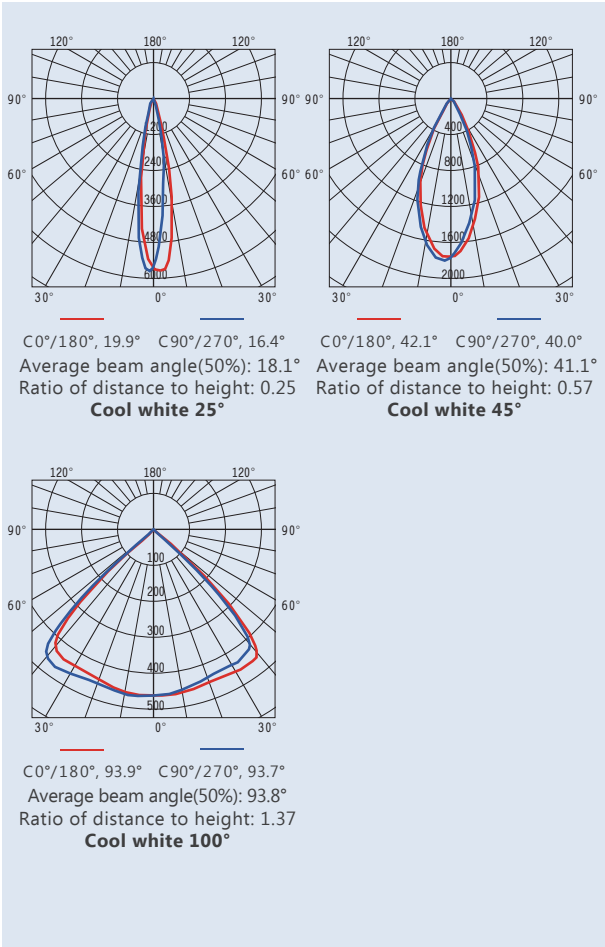 120° 180° 120° 120° 180° 120°
90° 90° 90° 90°
1200 400
60° 2400 60° 60° 800 60°
3600 1200
4800 1600
6000 2000
30° 0° 30° 30° 0° 30°
C0°/180°, 19.9° C90°/270°, 16.4° C0°/180°, 42.1° C90°/270°, 40.0°
Average beam angle(50%): 18.1° Average beam angle(50%): 41.1°
Ratio of distance to height: 0.25 Ratio of distance to height: 0.57
Cool white 25° Cool white 45°
120° 180° 120°
90° 90°
100
60° 200 60°
300
400
500
30° 0° 30°
C0°/180°, 93.9° C90°/270°, 93.7°
Average beam angle(50%): 93.8°
Ratio of distance to height: 1.37
Cool white 100°